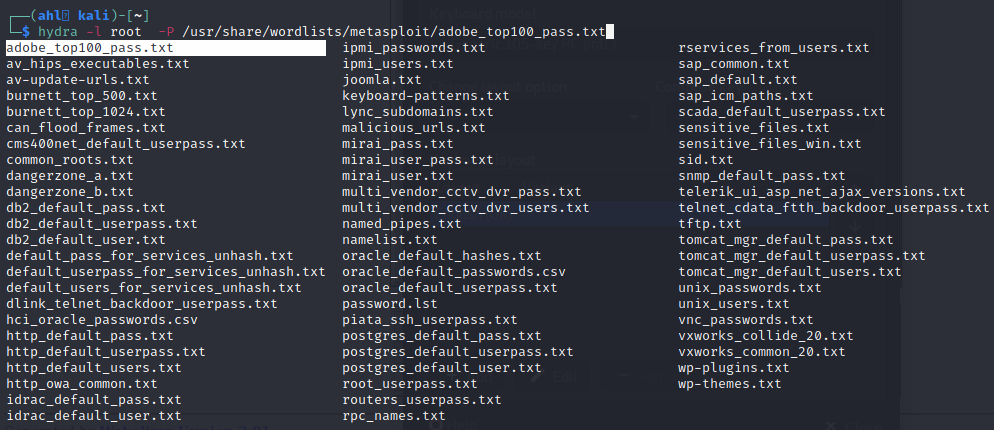 ┌──(ahl㉿kali)-[~]
└─$ hydra -l root  -P /usr/share/wordlists/metasploit/adobe_top100_pass.txt
adobe_top100_pass.txt ipmi_passwords.txt rservices_from_users.txt
av_hips_executables.txt ipmi_users.txt sap_common.txt
av-update-urls.txt joomla.txt sap_default.txt
burnett_top_500.txt keyboard-patterns.txt sap_icm_paths.txt
burnett_top_1024.txt lync_subdomains.txt scada_default_userpass.txt
can_flood_frames.txt malicious_urls.txt sensitive_files.txt
cms400net_default_userpass.txt mirai_pass.txt sensitive_files_win.txt
common_roots.txt mirai_user_pass.txt sid.txt
dangerzone_a.txt mirai_user.txt snmp_default_pass.txt
dangerzone_b.txt multi_vendor_cctv_dvr_pass.txt telerik_ui_asp_net_ajax_versions.txt
db2_default_pass.txt multi_vendor_cctv_dvr_users.txt telnet_cdata_ftth_backdoor_userpass.txt
db2_default_userpass.txt named_pipes.txt tftp.txt
db2_default_user.txt namelist.txt tomcat_mgr_default_pass.txt
default_pass_for_services_unhash.txt oracle_default_hashes.txt tomcat_mgr_default_userpass.txt
default_userpass_for_services_unhash.txt oracle_default_passwords.csv tomcat_mgr_default_users.txt
default_users_for_services_unhash.txt oracle_default_userpass.txt unix_passwords.txt
dlink_telnet_backdoor_userpass.txt password.lst unix_users.txt
hci_oracle_passwords.csv piata_ssh_userpass.txt vnc_passwords.txt
http_default_pass.txt postgres_default_pass.txt vxworks_collide_20.txt
http_default_userpass.txt postgres_default_userpass.txt vxworks_common_20.txt
http_default_users.txt postgres_default_user.txt wp-plugins.txt
http_owa_common.txt root_userpass.txt wp-themes.txt
idrac_default_pass.txt routers_userpass.txt
idrac_default_user.txt rpc_names.txt